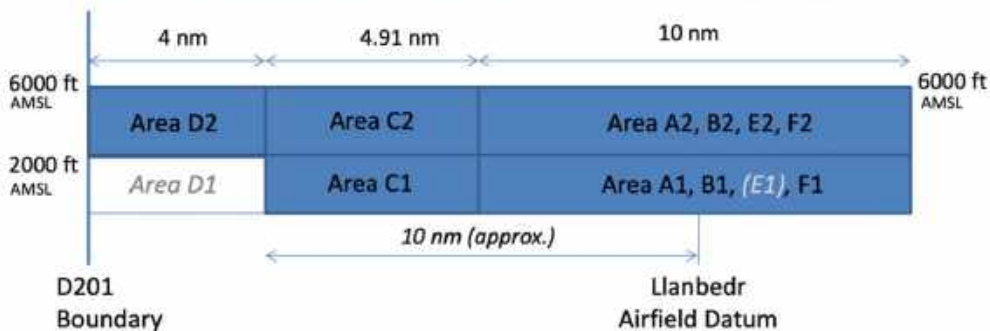 4 nm 4.91 nm 10 nm
6000 ft
AMSL
6000 ft
AMSL
Area D2 Area C2 Area A2, B2, E2, F2
2000 ft
AMSL
Area D1 Area C1 Area A1, B1, (E1), F1
10 nm (approx.)
D201
Boundary
Llanbedr
Airfield Datum